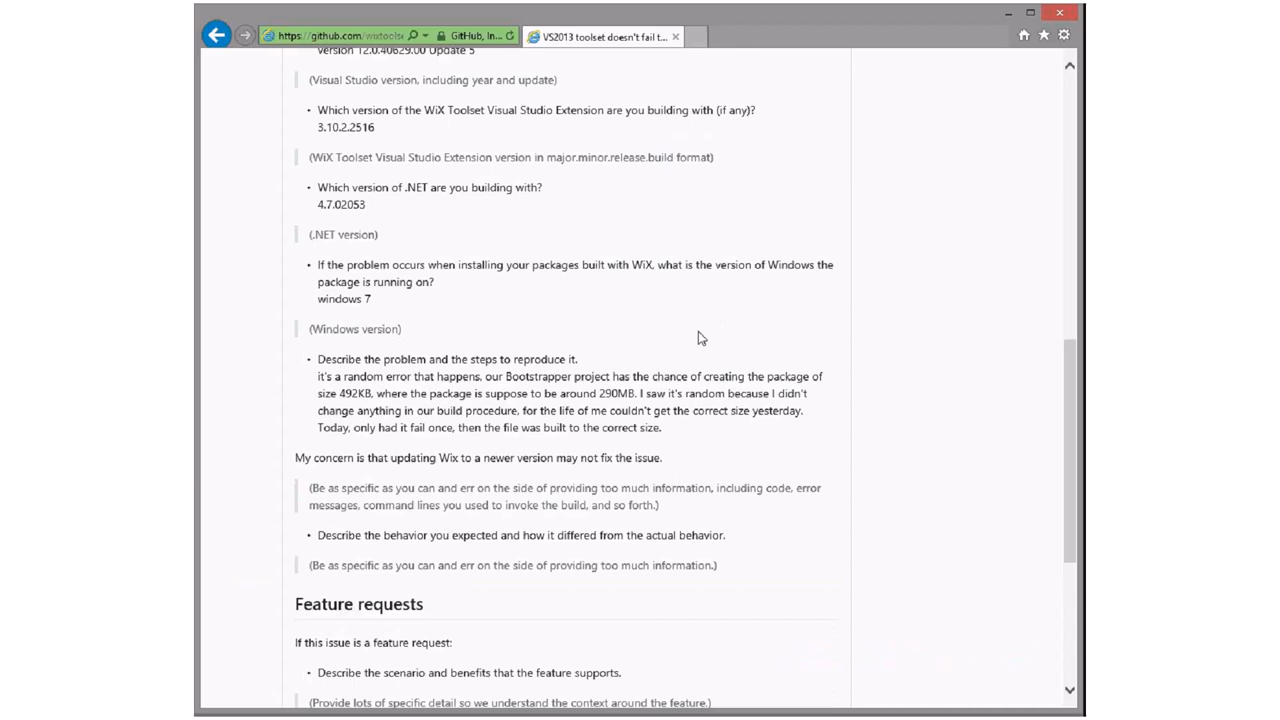 https://github.com/wixtoolse
GitHub, In...
VS2013 toolset doesn't fail t...
version 12.0.40629.00 Update 5
(Visual Studio version, including year and update)
• Which version of the WiX Toolset Visual Studio Extension are you building with (if any)?
3.10.2.2516
(WiX Toolset Visual Studio Extension version in major.minor.release.build format)
• Which version of .NET are you building with?
4.7.02053
(.NET version)
• If the problem occurs when installing your packages built with WiX, what is the version of Windows the
package is running on?
windows 7
(Windows version)
• Describe the problem and the steps to reproduce it.
it's a random error that happens, our Bootstrapper project has the chance of creating the package of
size 492KB, where the package is suppose to be around 290MB. I saw it's random because I didn't
change anything in our build procedure, for the life of me couldn't get the correct size yesterday.
Today, only had it fail once, then the file was built to the correct size.
My concern is that updating Wix to a newer version may not fix the issue.
(Be as specific as you can and err on the side of providing too much information, including code, error
messages, command lines you used to invoke the build, and so forth.)
• Describe the behavior you expected and how it differed from the actual behavior.
(Be as specific as you can and err on the side of providing too much information.)
Feature requests
If this issue is a feature request:
• Describe the scenario and benefits that the feature supports.
(Provide lots of specific detail so we understand the context around the feature.)